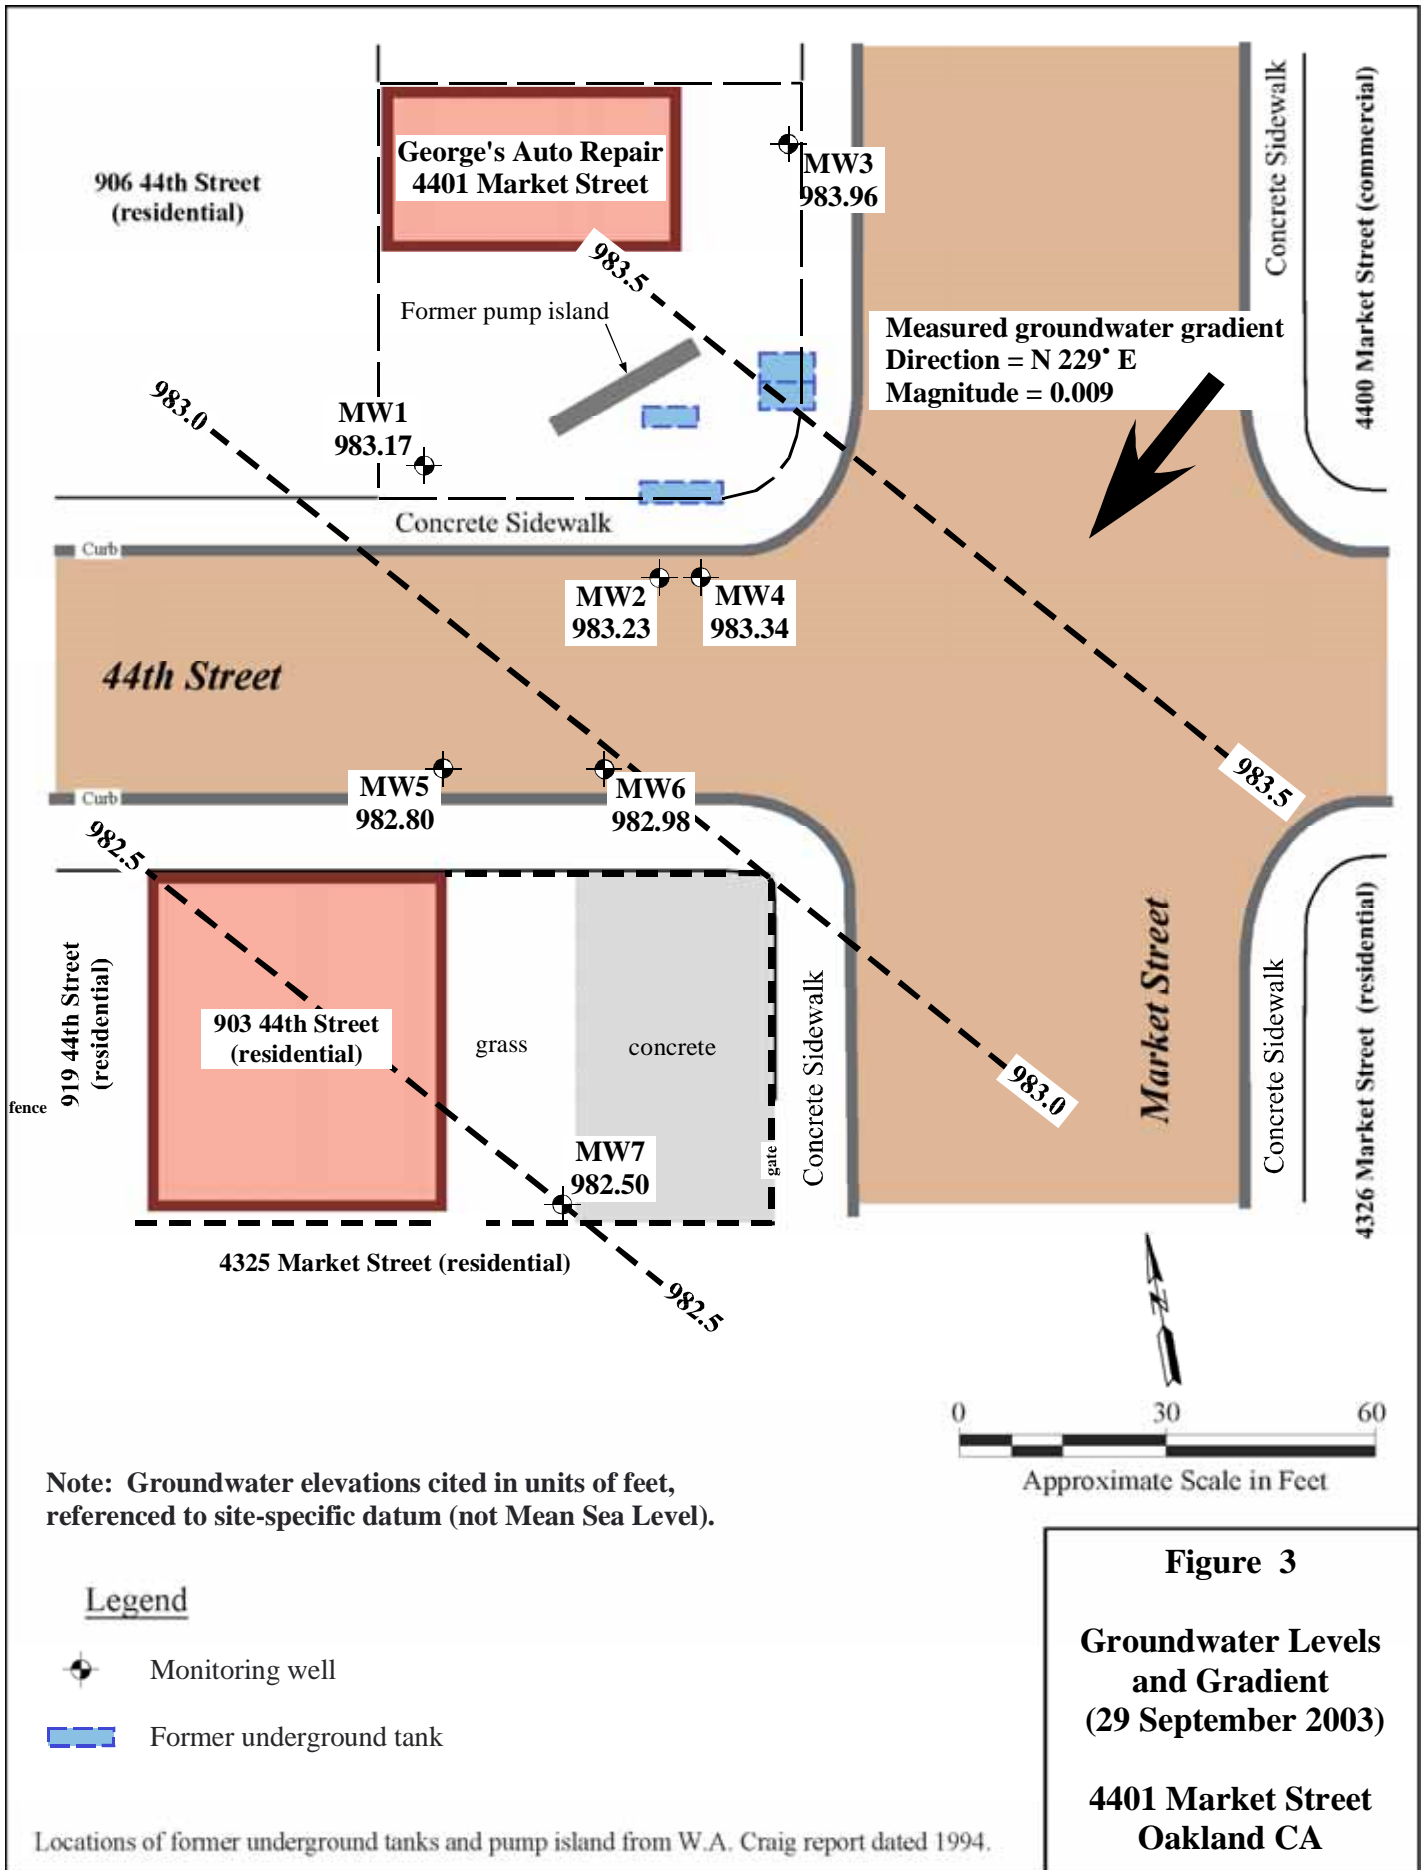 George's Auto Repair
4401 Market Street
906 44th Street
(residential)
MW3
983.96
Concrete Sidewalk
4400 Market Street (commercial)
983.5
Former pump island
Measured groundwater gradient
Direction = N 229° E
Magnitude = 0.009
983.0
MW1
983.17
Concrete Sidewalk
Curb
MW2
983.23
MW4
983.34
44th Street
MW5
982.80
MW6
982.98
983.5
Curb
982.5
919 44th Street
(residential)
903 44th Street
(residential)
grass
concrete
Concrete Sidewalk
983.0
Market Street
Concrete Sidewalk
4326 Market Street (residential)
fence
MW7
982.50
gate
4325 Market Street (residential)
982.5
N
0 30 60
Approximate Scale in Feet
Note: Groundwater elevations cited in units of feet,
referenced to site-specific datum (not Mean Sea Level).
Legend
Monitoring well
Former underground tank
Figure 3
Groundwater Levels
and Gradient
(29 September 2003)
4401 Market Street
Oakland CA
Locations of former underground tanks and pump island from W.A. Craig report dated 1994.